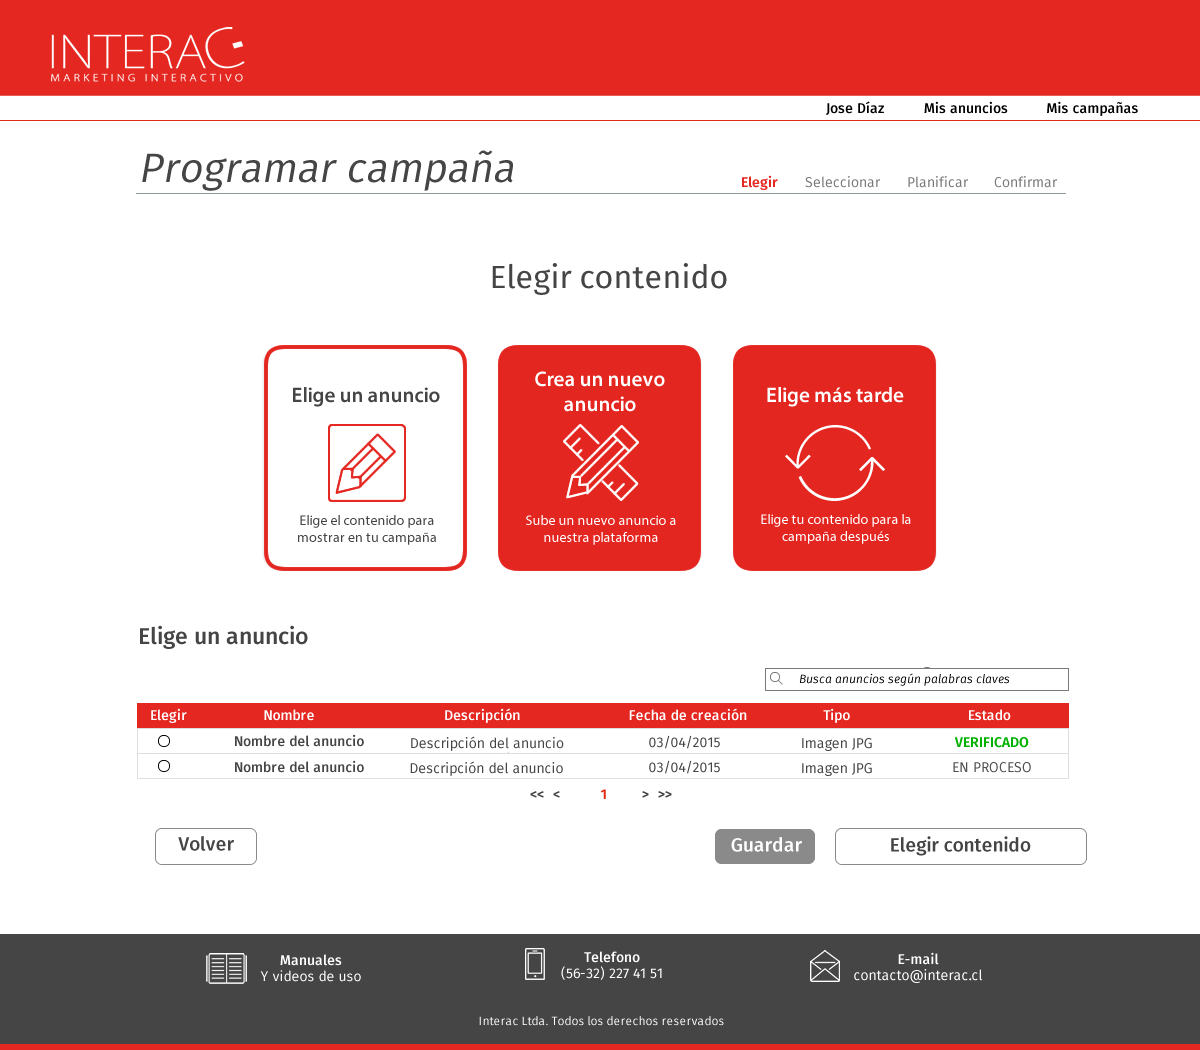 INTERAC
MARKETING INTERACTIVO
Jose Díaz Mis anuncios Mis campañas
Programar campaña
Elegir Seleccionar Planificar Confirmar
Elegir contenido
Elige un anuncio
Elige el contenido para
mostrar en tu campaña
Crea un nuevo
anuncio
Sube un nuevo anuncio a
nuestra plataforma
Elige más tarde
Elige tu contenido para la
campaña después
Elige un anuncio
Busca anuncios según palabras claves
Elegir Nombre Descripción Fecha de creación Tipo Estado
Nombre del anuncio Descripción del anuncio 03/04/2015 Imagen JPG VERIFICADO
Nombre del anuncio Descripción del anuncio 03/04/2015 Imagen JPG EN PROCESO
<< < 1 > >>
Volver Guardar Elegir contenido
Manuales
Y videos de uso
Telefono
(56-32) 227 41 51
E-mail
contacto@interac.cl
Interac Ltda. Todos los derechos reservados